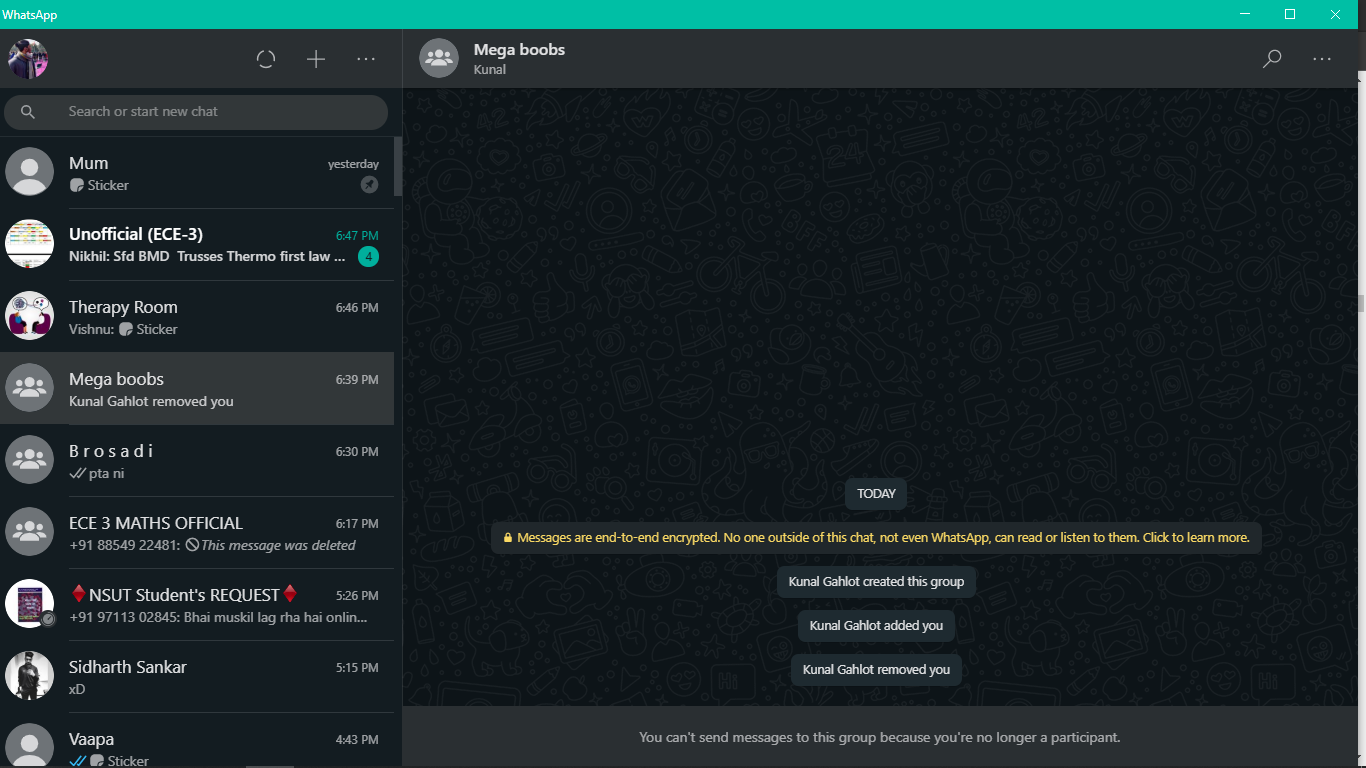 WhatsApp
Search or start new chat
Mum
yesterday
Sticker
Unofficial (ECE-3)
6:47 PM
Nikhil: Sfd BMD Trusses Thermo first law ...
4
Therapy Room
6:46 PM
Vishnu: Sticker
Mega boobs
6:39 PM
Kunal Gahlot removed you
B r o s a d i
6:30 PM
pta ni
ECE 3 MATHS OFFICIAL
6:17 PM
+91 88549 22481: This message was deleted
NSUT Student's REQUEST
5:26 PM
+91 97113 02845: Bhai muskil lag rha hai onlin...
Sidharth Sankar
5:15 PM
xD
Vaapa
4:43 PM
Sticker
Mega boobs
Kunal
TODAY
Messages are end-to-end encrypted. No one outside of this chat, not even WhatsApp, can read or listen to them. Click to learn more.
Kunal Gahlot created this group
Kunal Gahlot added you
Kunal Gahlot removed you
You can't send messages to this group because you're no longer a participant.